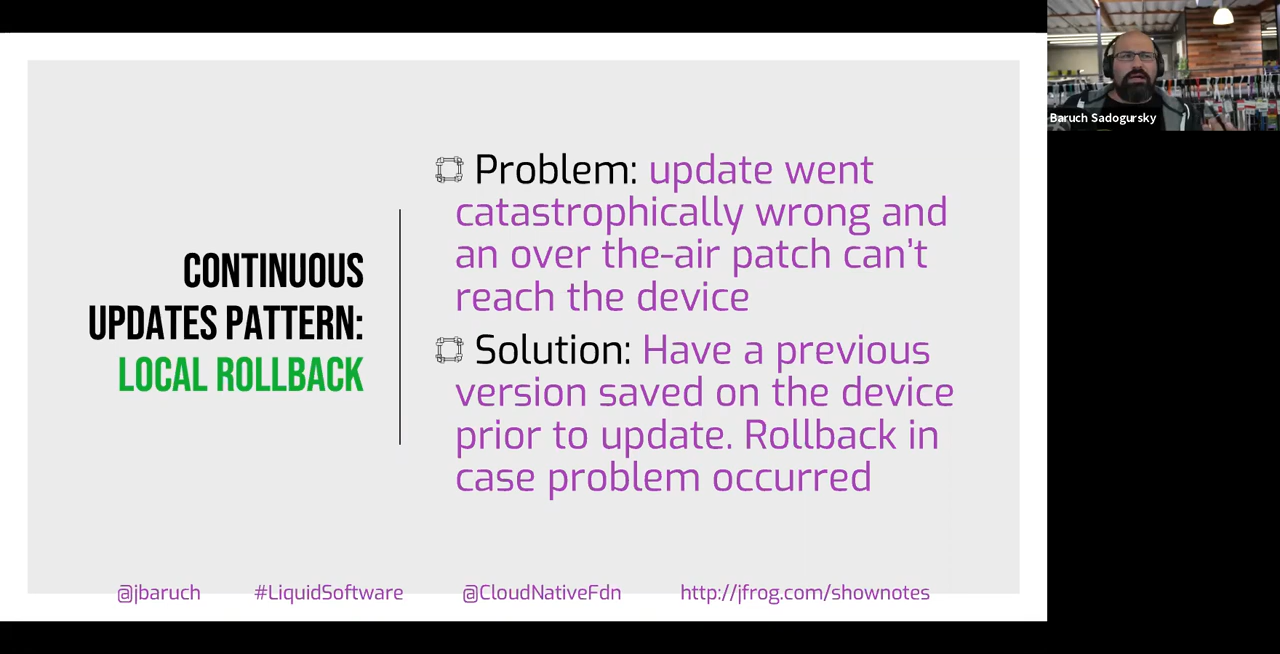 CONTINUOUS
UPDATES PATTERN:
LOCAL ROLLBACK
Problem: update went
catastrophically wrong and
an over the-air patch can't
reach the device
Solution: Have a previous
version saved on the device
prior to update. Rollback in
case problem occurred
@jbaruch #LiquidSoftware @CloudNativeFdn http://jfrog.com/shownotes
Baruch Sadogursky